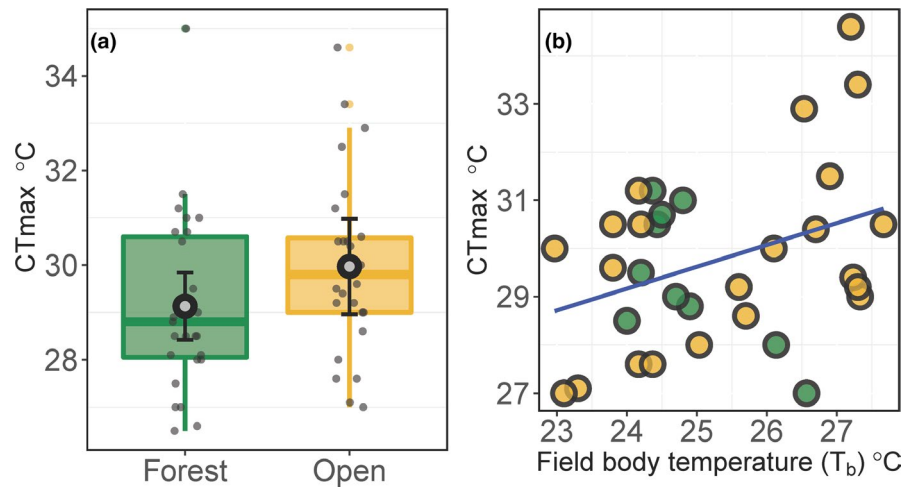 (a)
CTmax °C
34
32
30
28
Forest Open
(b)
CTmax °C
33
31
29
27
23 24 25 26 27
Field body temperature (Tb) °C